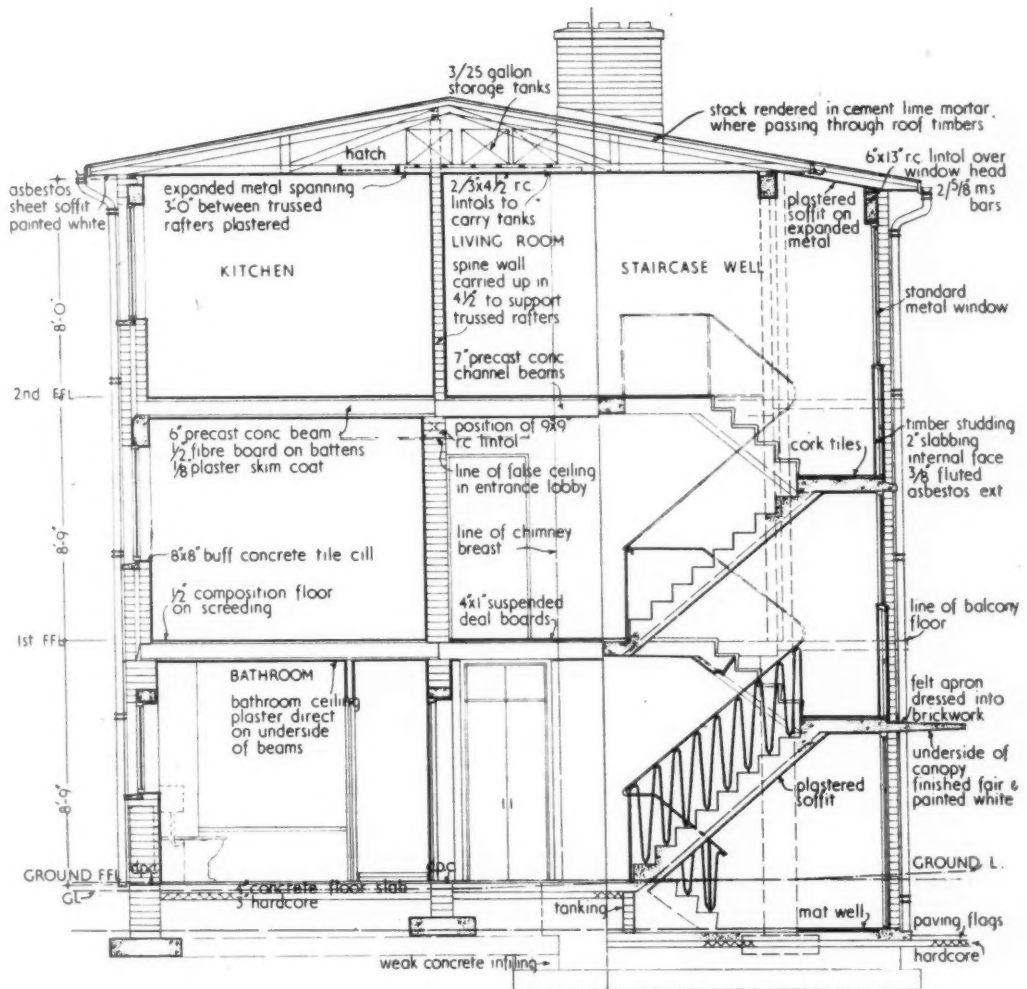 3/25 gallon
storage tanks
stack rendered in cement lime mortar
where passing through roof timbers
hatch
6"x13" r.c. lintol over
window head
2/5/8" ms
bars
asbestos
sheet soffit
painted white
expanded metal spanning
3'-0" between trussed
rafters plastered
2/3"x4½" r.c.
lintols to
carry tanks
plastered
soffit on
expanded
metal
LIVING ROOM
KITCHEN
STAIRCASE WELL
spine wall
carried up in
4½" to support
trussed rafters
standard
metal window
8'-0"
7" precast conc
channel beams
2nd FFL
6" precast conc beam
½" fibre board on battens
⅛" plaster skim coat
position of 9"x9"
rc lintol
line of false ceiling
in entrance lobby
cork tiles
timber studding
2" slabbing
internal face
3/8" fluted
asbestos ext
8'-9"
line of chimney
breast
8"x8" buff concrete tile cill
½" composition floor
on screeding
4"x1" suspended
deal boards
line of balcony
floor
1st FFL
BATHROOM
bathroom ceiling
plaster direct
on underside
of beams
felt apron
dressed into
brickwork
underside of
canopy
finished fair &
painted white
plastered
soffit
8'-9"
GROUND FFL
dpc
dpc
GROUND L.
GL
4" concrete floor slab
3" hardcore
tanking
mat well
paving flags
hardcore
weak concrete infilling